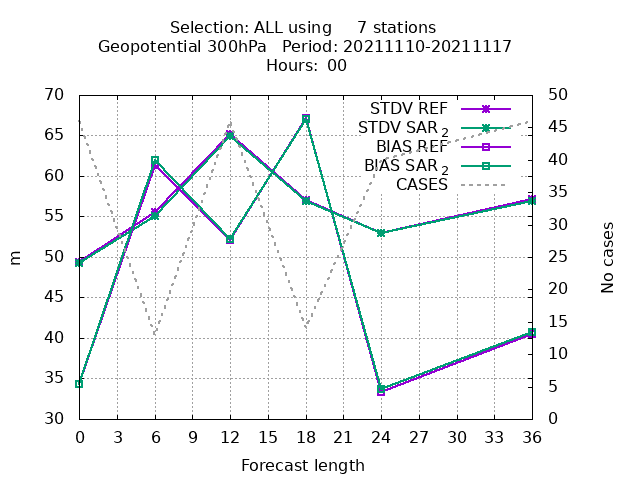 Selection: ALL using     7 stations
Geopotential 300hPa   Period: 20211110-20211117
Hours: 00
STDV REF
STDV SAR 2
BIAS REF
BIAS SAR 2
CASES
70
65
60
55
50
45
40
35
30
m
50
45
40
35
30
25
20
15
10
5
0
No cases
0 3 6 9 12 15 18 21 24 27 30 33 36
Forecast length